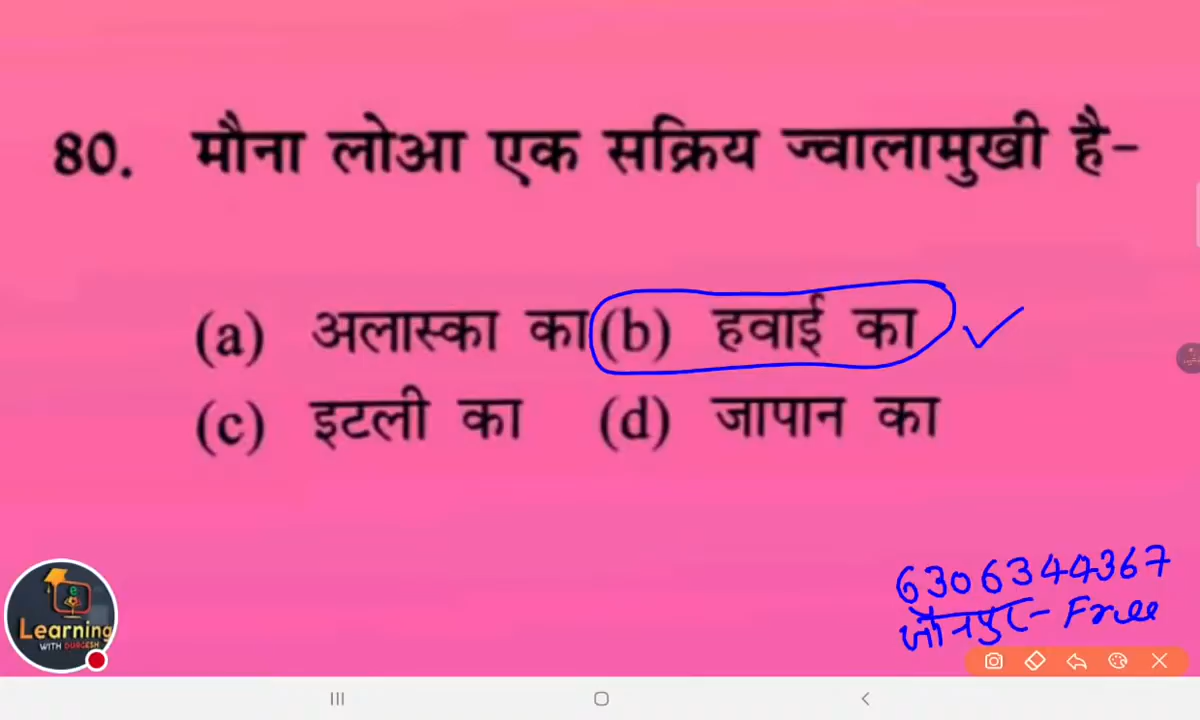 80. मौना लोआ एक सक्रिय ज्वालामुखी है-
(a) अलास्का का (b) हवाई का
(c) इटली का (d) जापान का
6306344367
जौनपुर - Free
e
Learning
WITH DURGESH